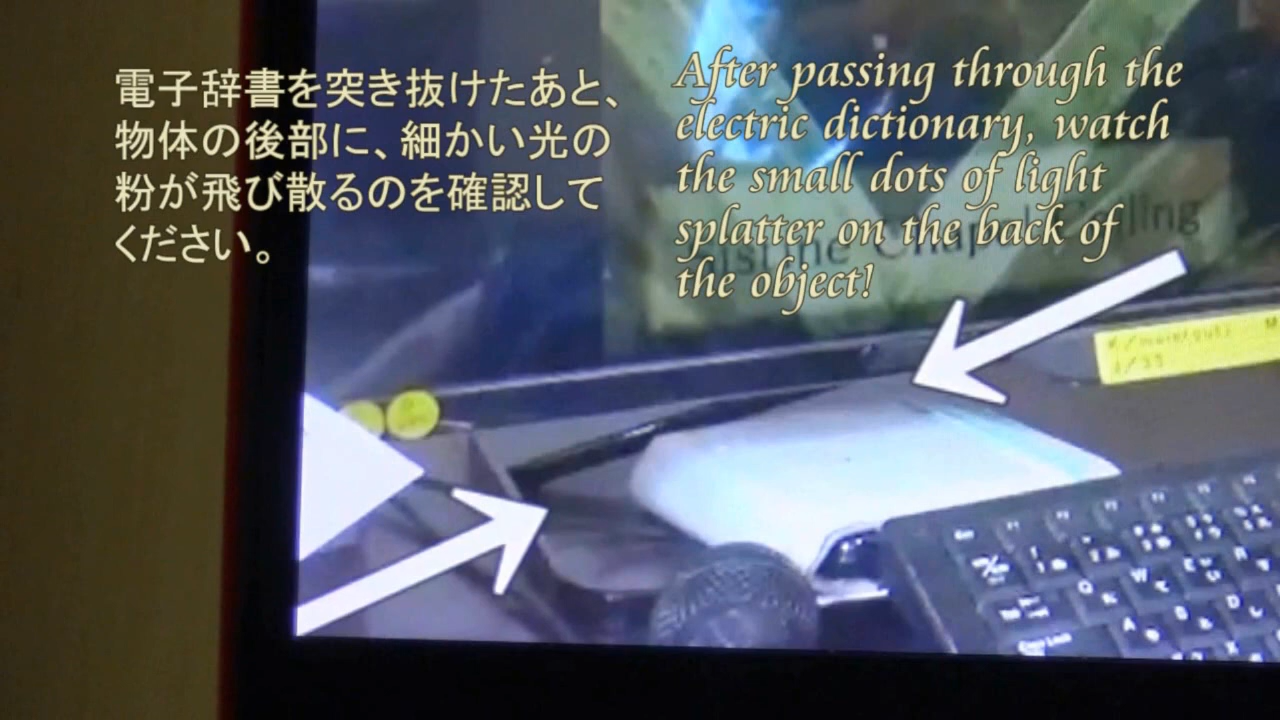 電子辞書を突き抜けたあと、
物体の後部に、細かい光の
粉が飛び散るのを確認して
ください。
After passing through the
electric dictionary, watch
the small dots of light
splatter on the back of
the object!